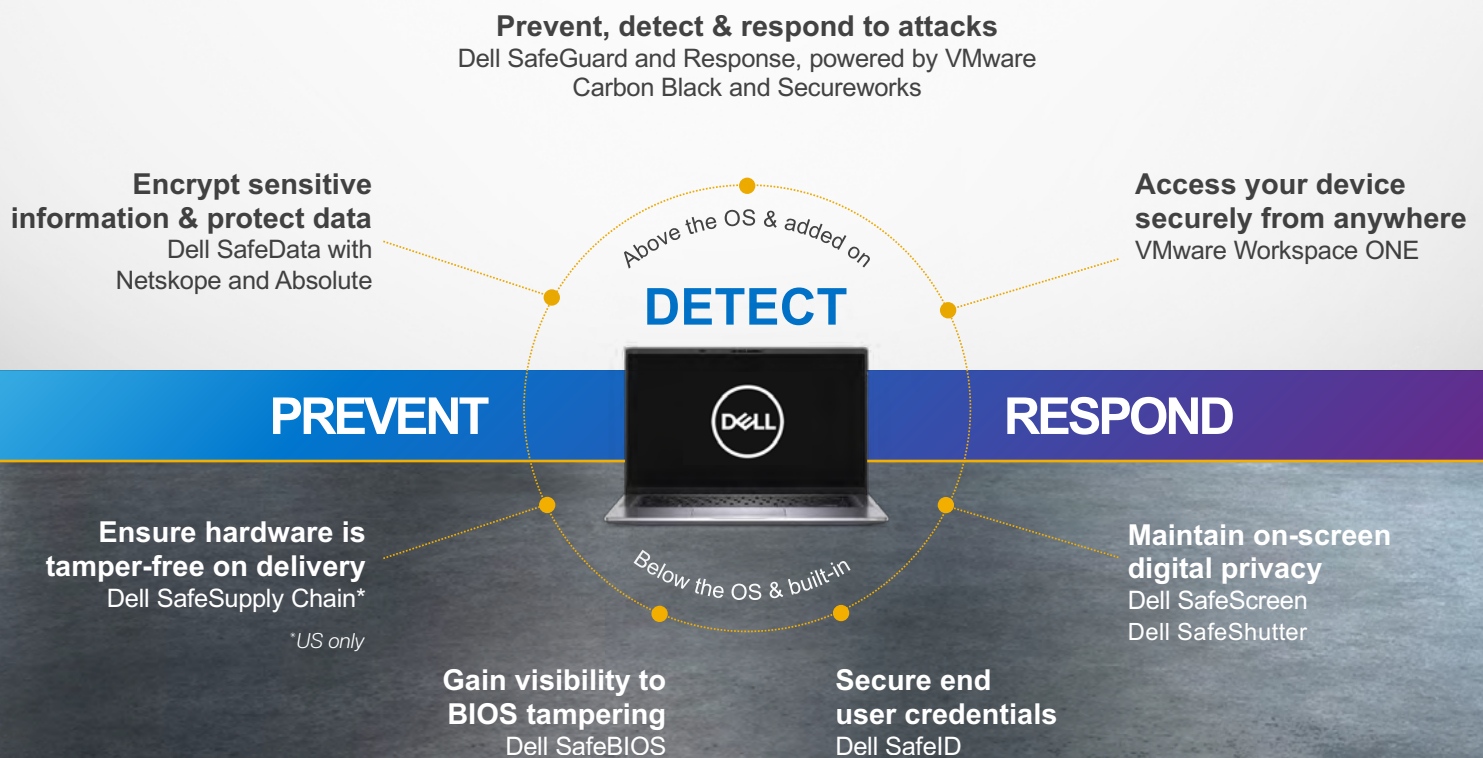 Prevent, detect & respond to attacks
Dell SafeGuard and Response, powered by VMware
Carbon Black and Secureworks
Encrypt sensitive
information & protect data
Dell SafeData with
Netskope and Absolute
Access your device
securely from anywhere
VMware Workspace ONE
Above the OS & added on
DETECT
PREVENT
DELL
RESPOND
Below the OS & built-in
Ensure hardware is
tamper-free on delivery
Dell SafeSupply Chain*
*US only
Maintain on-screen
digital privacy
Dell SafeScreen
Dell SafeShutter
Gain visibility to
BIOS tampering
Dell SafeBIOS
Secure end
user credentials
Dell SafeID